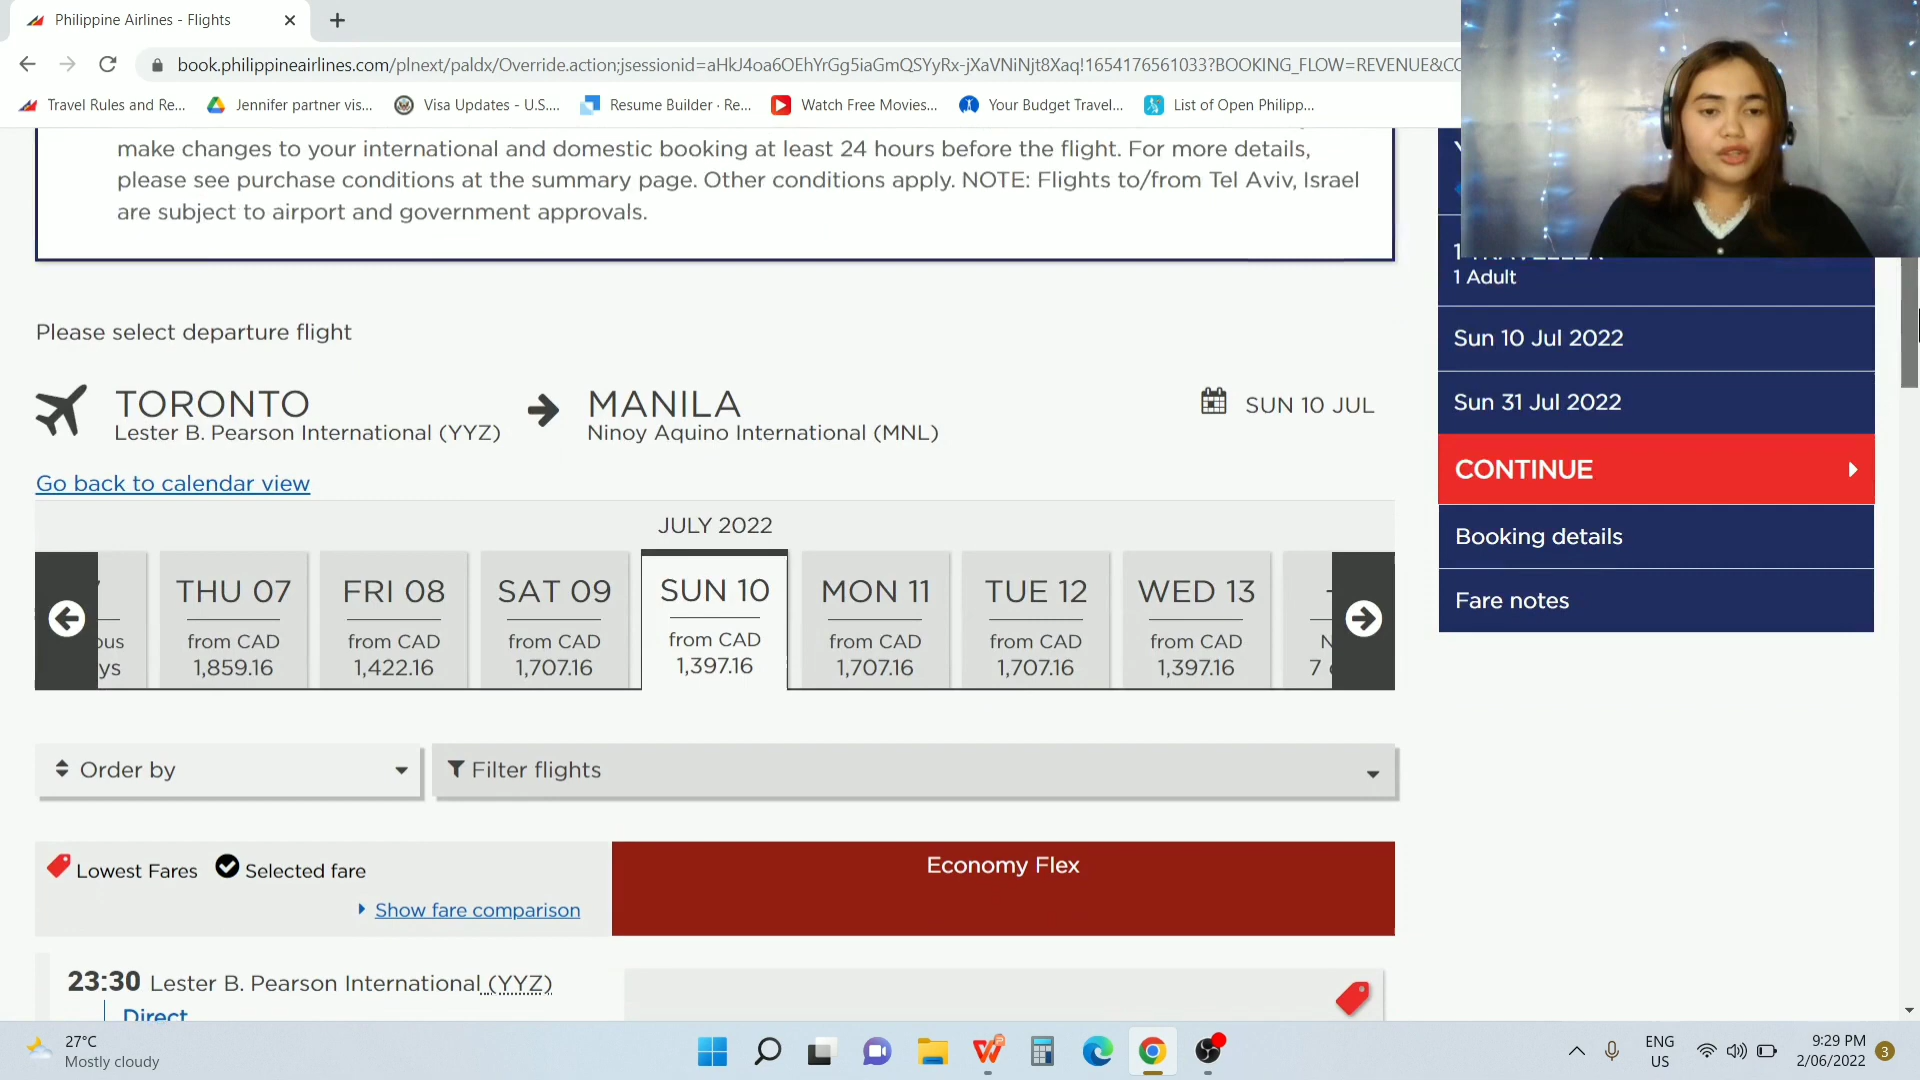 Philippine Airlines - Flights
book.philippineairlines.com/plnext/paldx/Override.action;jsessionid=aHkJ4oa6OEhYrGg5iaGmQSYyRx-jXaVNiNjt8Xaq!1654176561033?BOOKING_FLOW=REVENUE&CO
Travel Rules and Re...
Jennifer partner vis...
Visa Updates - U.S....
Resume Builder · Re...
Watch Free Movies...
Your Budget Travel...
List of Open Philipp...
make changes to your international and domestic booking at least 24 hours before the flight. For more details,
please see purchase conditions at the summary page. Other conditions apply. NOTE: Flights to/from Tel Aviv, Israel
are subject to airport and government approvals.
1 TRAVELLER
1 Adult
Sun 10 Jul 2022
Sun 31 Jul 2022
CONTINUE
Booking details
Fare notes
Please select departure flight
TORONTO
Lester B. Pearson International (YYZ)
MANILA
Ninoy Aquino International (MNL)
SUN 10 JUL
Go back to calendar view
JULY 2022
THU 07
from CAD
1,859.16
FRI 08
from CAD
1,422.16
SAT 09
from CAD
1,707.16
SUN 10
from CAD
1,397.16
MON 11
from CAD
1,707.16
TUE 12
from CAD
1,707.16
WED 13
from CAD
1,397.16
Order by
Filter flights
Lowest Fares
Selected fare
Show fare comparison
Economy Flex
23:30 Lester B. Pearson International (YYZ)
Direct
27°C
Mostly cloudy
ENG
US
9:29 PM
2/06/2022
3